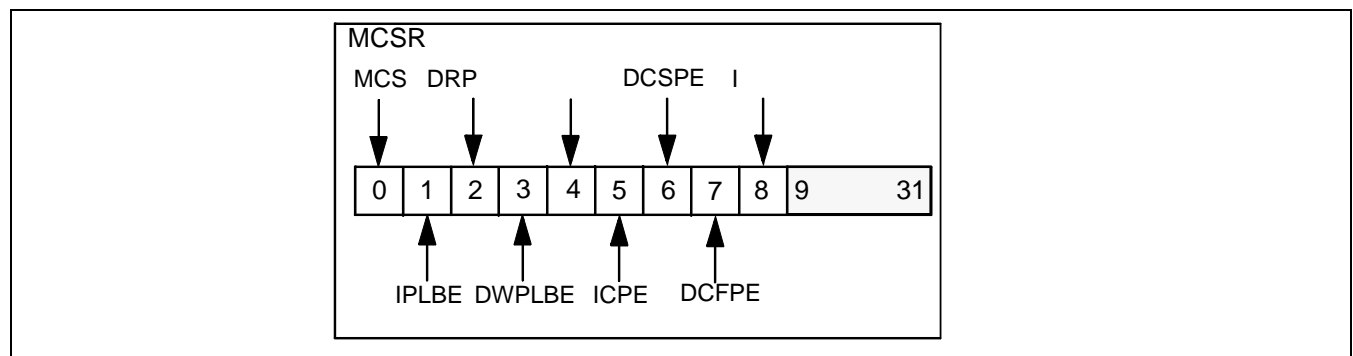 MCSR
MCS DRP DCSPE I
0 1 2 3 4 5 6 7 8 9 31
IPLBE DWPLBE ICPE DCFPE